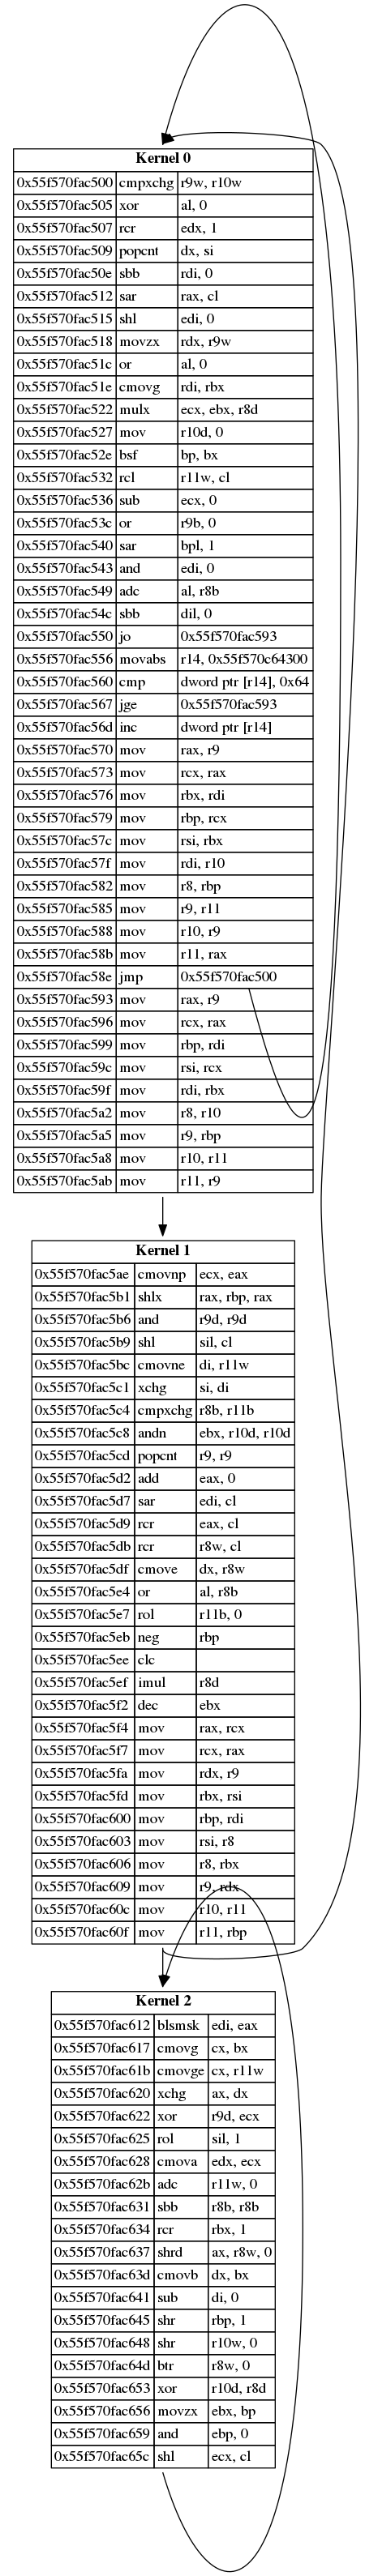 Kernel 0
0x55f570fac500 cmpxchg r9w, r10w
0x55f570fac505 xor al, 0
0x55f570fac507 rcr edx, 1
0x55f570fac509 popcnt dx, si
0x55f570fac50e sbb rdi, 0
0x55f570fac512 sar rax, cl
0x55f570fac515 shl edi, 0
0x55f570fac518 movzx rdx, r9w
0x55f570fac51c or al, 0
0x55f570fac51e cmovg rdi, rbx
0x55f570fac522 mulx ecx, ebx, r8d
0x55f570fac527 mov r10d, 0
0x55f570fac52e bsf bp, bx
0x55f570fac532 rcl r11w, cl
0x55f570fac536 sub ecx, 0
0x55f570fac53c or r9b, 0
0x55f570fac540 sar bpl, 1
0x55f570fac543 and edi, 0
0x55f570fac549 adc al, r8b
0x55f570fac54c sbb dil, 0
0x55f570fac550 jo 0x55f570fac593
0x55f570fac556 movabs r14, 0x55f570c64300
0x55f570fac560 cmp dword ptr [r14], 0x64
0x55f570fac567 jge 0x55f570fac593
0x55f570fac56d inc dword ptr [r14]
0x55f570fac570 mov rax, r9
0x55f570fac573 mov rcx, rax
0x55f570fac576 mov rbx, rdi
0x55f570fac579 mov rbp, rcx
0x55f570fac57c mov rsi, rbx
0x55f570fac57f mov rdi, r10
0x55f570fac582 mov r8, rbp
0x55f570fac585 mov r9, r11
0x55f570fac588 mov r10, r9
0x55f570fac58b mov r11, rax
0x55f570fac58e jmp 0x55f570fac500
0x55f570fac593 mov rax, r9
0x55f570fac596 mov rcx, rax
0x55f570fac599 mov rbp, rdi
0x55f570fac59c mov rsi, rcx
0x55f570fac59f mov rdi, rbx
0x55f570fac5a2 mov r8, r10
0x55f570fac5a5 mov r9, rbp
0x55f570fac5a8 mov r10, r11
0x55f570fac5ab mov r11, r9
Kernel 1
0x55f570fac5ae cmovnp ecx, eax
0x55f570fac5b1 shlx rax, rbp, rax
0x55f570fac5b6 and r9d, r9d
0x55f570fac5b9 shl sil, cl
0x55f570fac5bc cmovne di, r11w
0x55f570fac5c1 xchg si, di
0x55f570fac5c4 cmpxchg r8b, r11b
0x55f570fac5c8 andn ebx, r10d, r10d
0x55f570fac5cd popcnt r9, r9
0x55f570fac5d2 add eax, 0
0x55f570fac5d7 sar edi, cl
0x55f570fac5d9 rcr eax, cl
0x55f570fac5db rcr r8w, cl
0x55f570fac5df cmove dx, r8w
0x55f570fac5e4 or al, r8b
0x55f570fac5e7 rol r11b, 0
0x55f570fac5eb neg rbp
0x55f570fac5ee clc
0x55f570fac5ef imul r8d
0x55f570fac5f2 dec ebx
0x55f570fac5f4 mov rax, rcx
0x55f570fac5f7 mov rcx, rax
0x55f570fac5fa mov rdx, r9
0x55f570fac5fd mov rbx, rsi
0x55f570fac600 mov rbp, rdi
0x55f570fac603 mov rsi, r8
0x55f570fac606 mov r8, rbx
0x55f570fac609 mov r9, rdx
0x55f570fac60c mov r10, r11
0x55f570fac60f mov r11, rbp
Kernel 2
0x55f570fac612 blsmsk edi, eax
0x55f570fac617 cmovg cx, bx
0x55f570fac61b cmovge cx, r11w
0x55f570fac620 xchg ax, dx
0x55f570fac622 xor r9d, ecx
0x55f570fac625 rol sil, 1
0x55f570fac628 cmova edx, ecx
0x55f570fac62b adc r11w, 0
0x55f570fac631 sbb r8b, r8b
0x55f570fac634 rcr rbx, 1
0x55f570fac637 shrd ax, r8w, 0
0x55f570fac63d cmovb dx, bx
0x55f570fac641 sub di, 0
0x55f570fac645 shr rbp, 1
0x55f570fac648 shr r10w, 0
0x55f570fac64d btr r8w, 0
0x55f570fac653 xor r10d, r8d
0x55f570fac656 movzx ebx, bp
0x55f570fac659 and ebp, 0
0x55f570fac65c shl ecx, cl